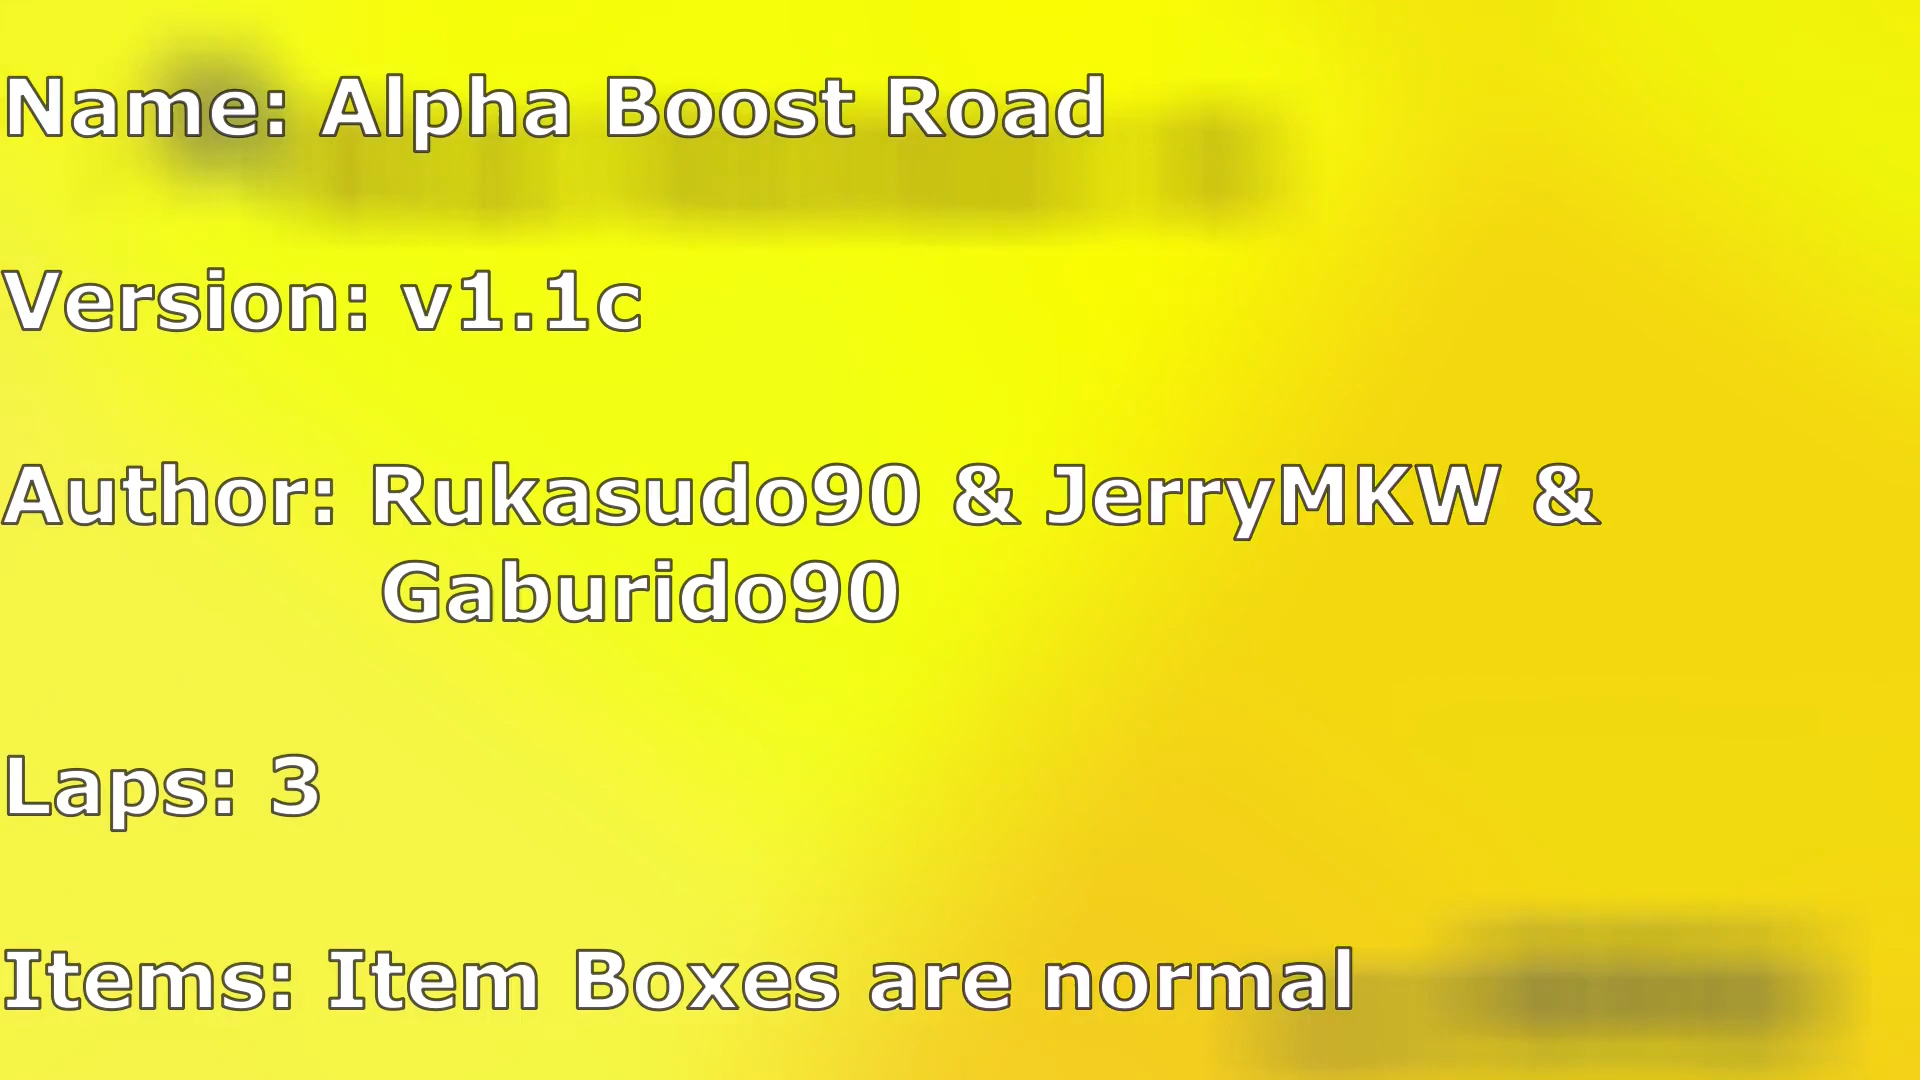 Name: Alpha Boost Road
Version: v1.1c
Author: Rukasudo90 & JerryMKW &
Gaburido90
Laps: 3
Items: Item Boxes are normal